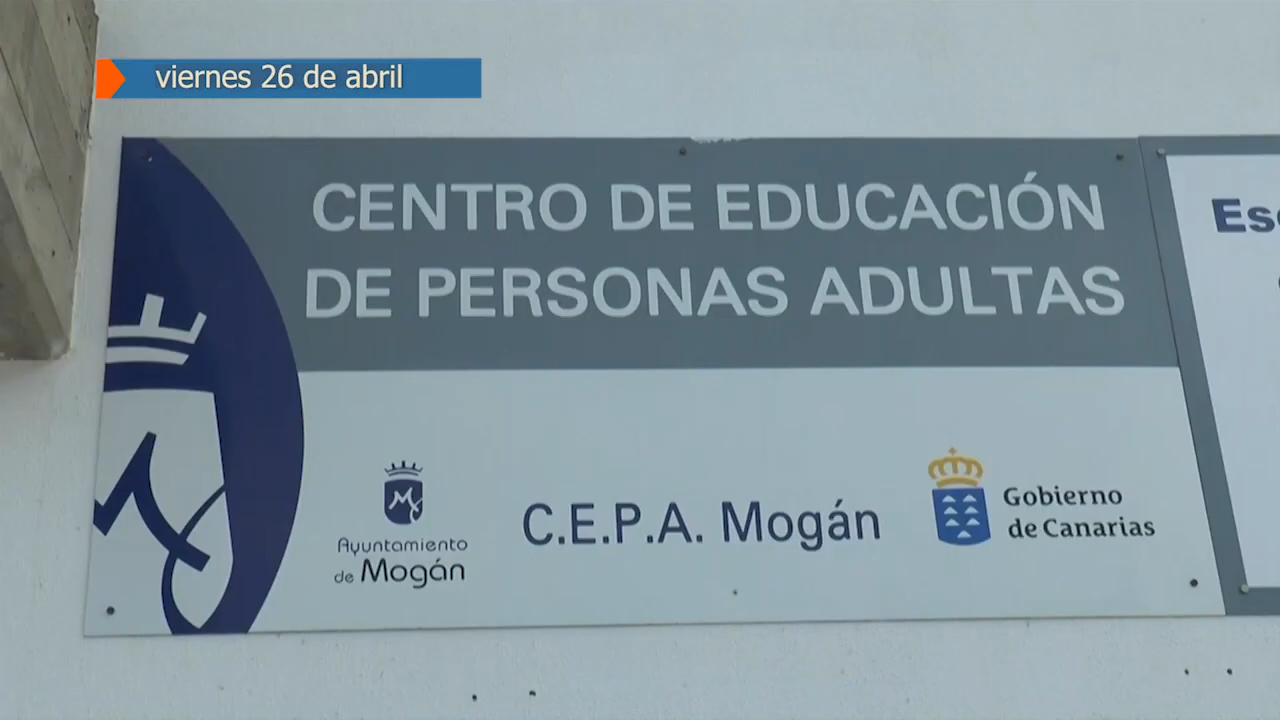 viernes 26 de abril
CENTRO DE EDUCACIÓN
DE PERSONAS ADULTAS
Ayuntamiento
de Mogán
C.E.P.A. Mogán
Gobierno
de Canarias